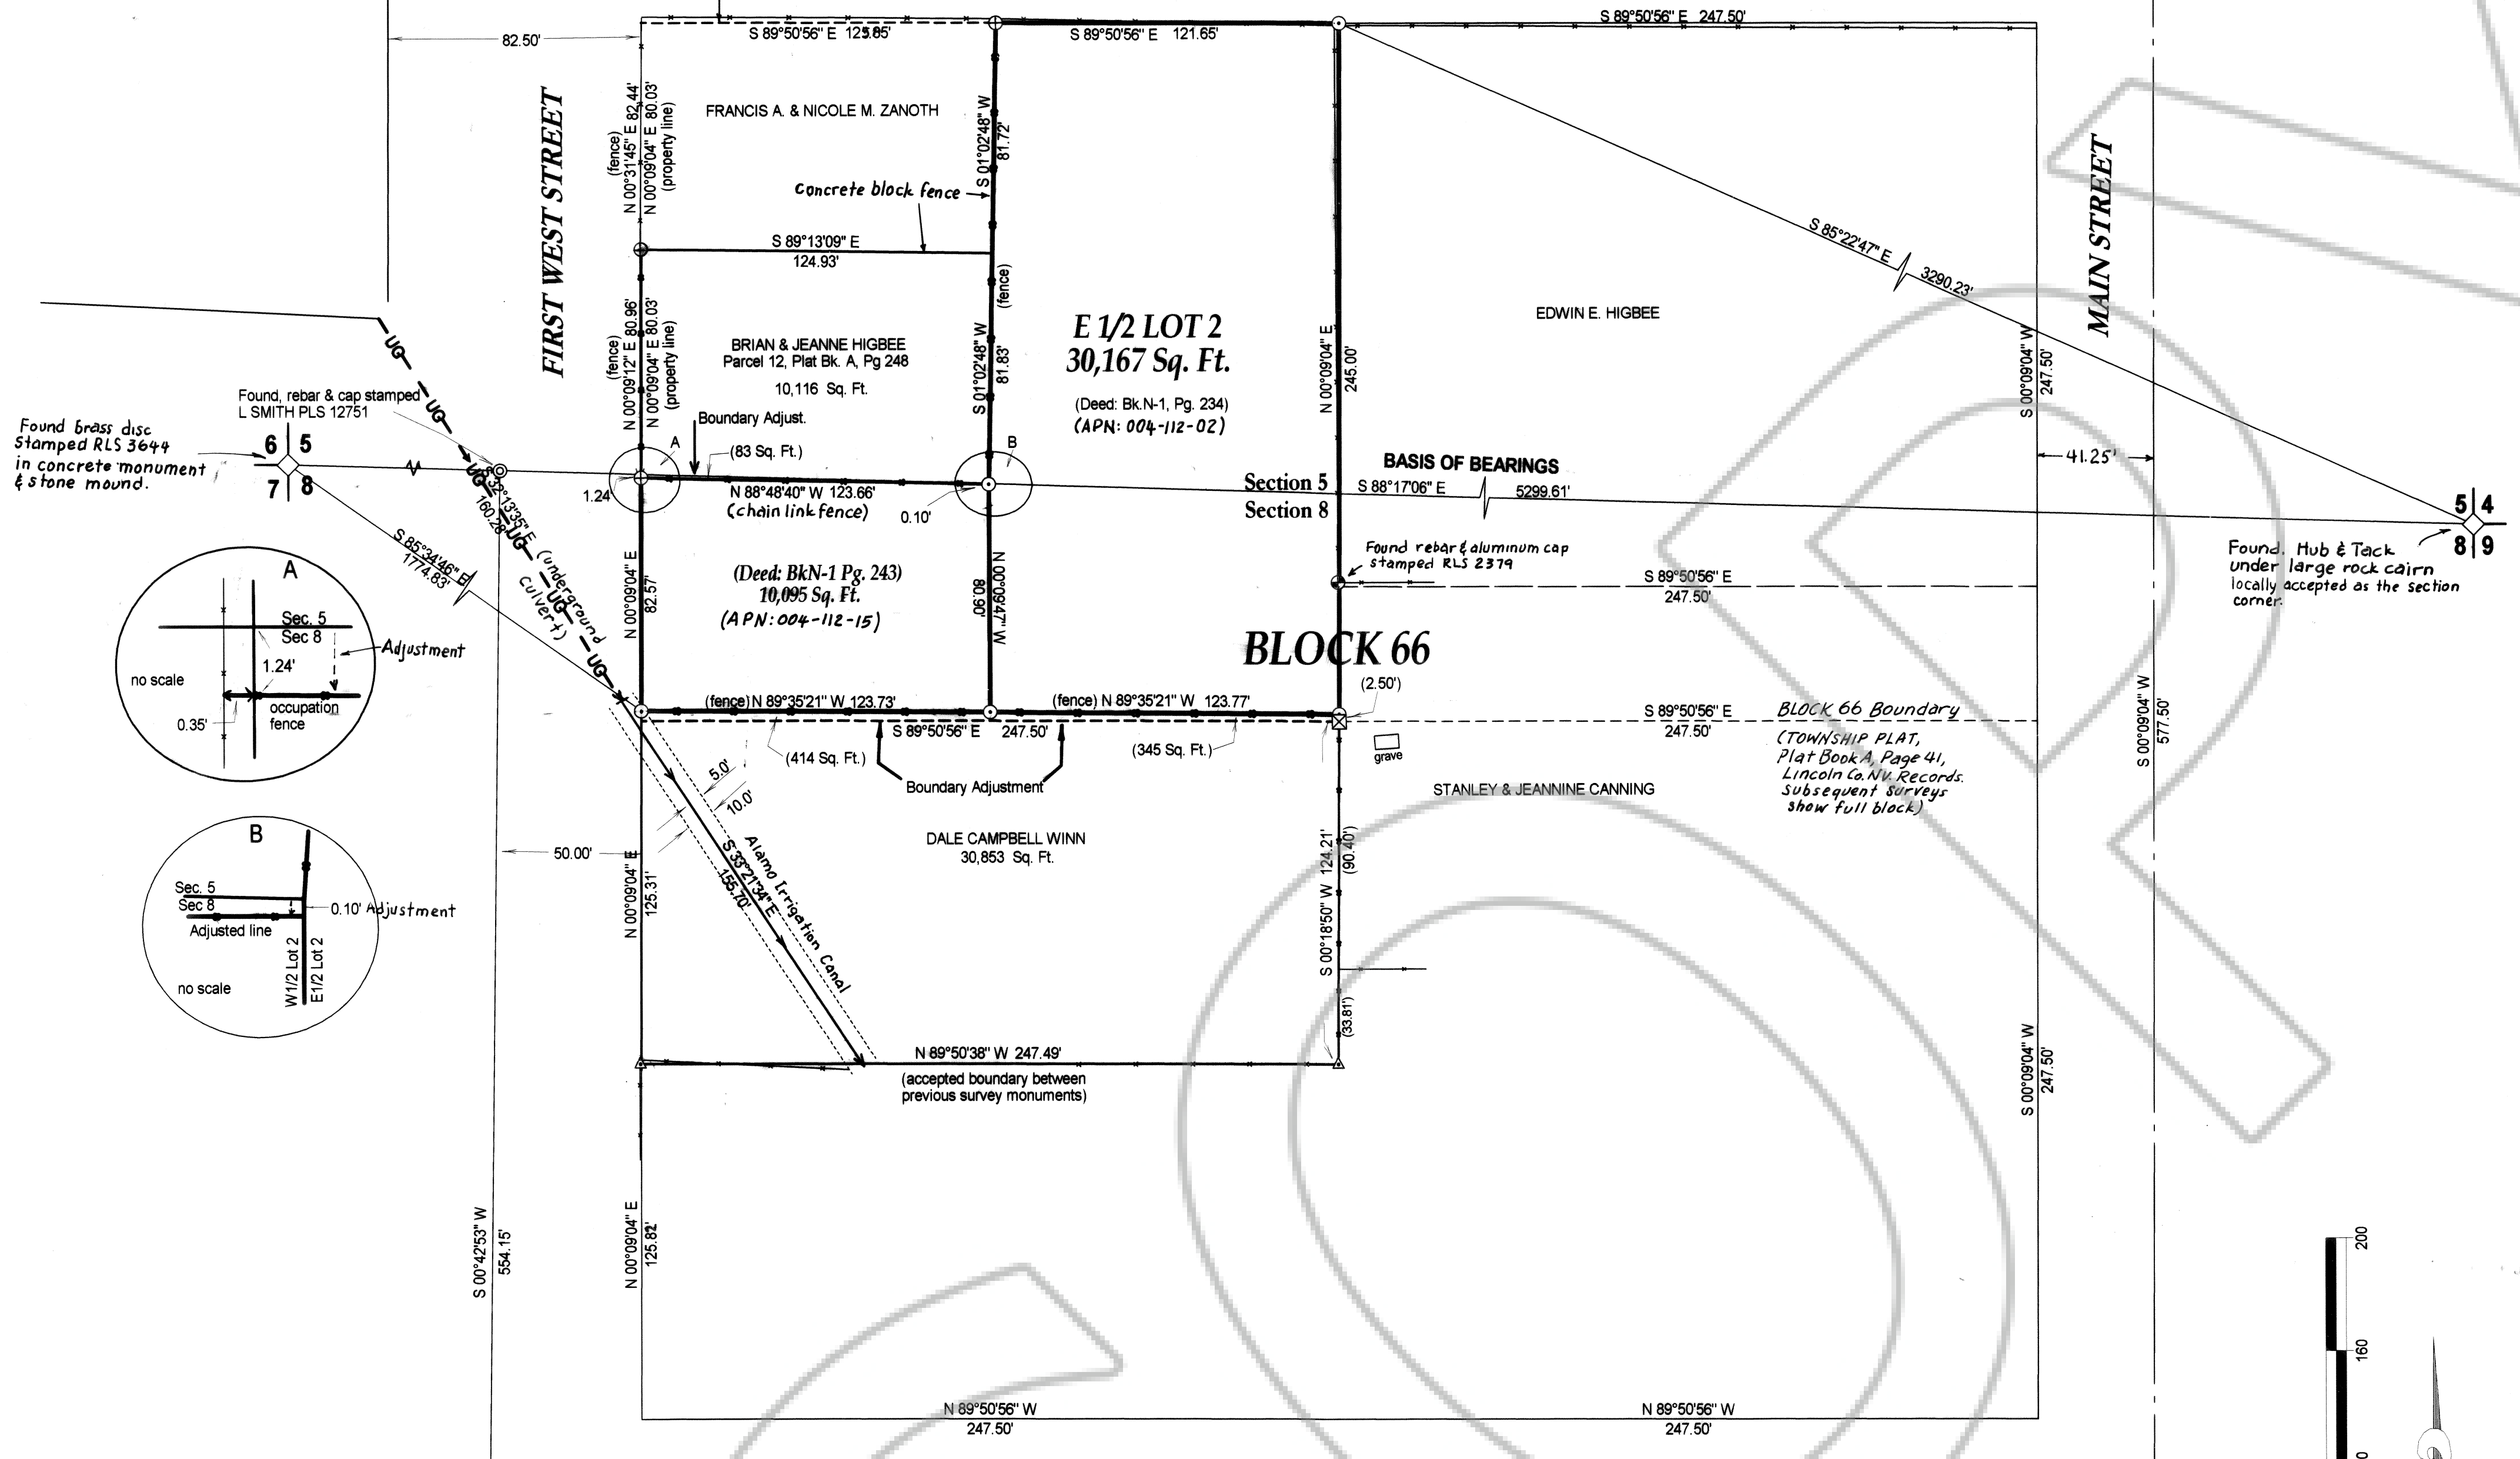 S 89°50'56" E 247.50'
82.50'
S 89°50'56" E 125.85'
S 89°50'56" E 121.65'
FIRST WEST STREET
MAIN STREET
(fence)
N 00°31'45" E 82.44'
N 00°09'04" E 80.03'
(property line)
FRANCIS A. & NICOLE M. ZANOTH
S 01°02'48" W
81.72'
Concrete block fence
S 89°13'09" E
124.93'
S 85°22'47" E
3290.23'
(fence)
N 00°09'12" E 80.96'
N 00°09'04" E 80.03'
(property line)
BRIAN & JEANNE HIGBEE
Parcel 12, Plat Bk. A, Pg 248
10,116 Sq. Ft.
(fence)
S 01°02'48" W
81.83'
E 1/2 LOT 2
30,167 Sq. Ft.
(Deed: Bk.N-1, Pg. 234)
(APN: 004-112-02)
N 00°09'04" E
245.00'
EDWIN E. HIGBEE
S 00°09'04" W
247.50'
UG
UG
UG
UG
UG
UG
Found, rebar & cap stamped
L SMITH PLS 12751
Found brass disc
Stamped RLS 3644
in concrete monument
& stone mound.
6 5
7 8
Boundary Adjust.
(83 Sq. Ft.)
A
B
1.24'
N 88°48'40" W 123.66'
(chain link fence)
0.10'
BASIS OF BEARINGS
Section 5
Section 8
S 88°17'06" E
5299.61'
41.25'
5 4
8 9
Found. Hub & Tack
under large rock cairn
locally accepted as the section
corner.
S 32°13'35" E
160.28'
(underground
culvert)
S 85°34'46" E
1774.83'
Found rebar & aluminum cap
stamped RLS 2379
S 89°50'56" E
247.50'
A
Sec. 5
Sec 8
1.24'
Adjustment
no scale
0.35'
occupation
fence
N 00°09'04" E
82.57'
(Deed: BkN-1 Pg. 243)
10,095 Sq. Ft.
(APN: 004-112-15)
N 00°09'47" W
80.90'
BLOCK 66
(2.50')
(fence) N 89°35'21" W 123.73'
(fence) N 89°35'21" W 123.77'
S 89°50'56" E
247.50'
(414 Sq. Ft.)
(345 Sq. Ft.)
Boundary Adjustment
grave
S 89°50'56" E
247.50'
BLOCK 66 Boundary
(TOWNSHIP PLAT,
Plat Book A, Page 41,
Lincoln Co. NV. Records.
Subsequent surveys
show full block)
S 00°09'04" W
577.50'
STANLEY & JEANNINE CANNING
5.0'
10.0'
DALE CAMPBELL WINN
30,853 Sq. Ft.
B
Sec. 5
Sec 8
0.10' Adjustment
Adjusted line
W1/2 Lot 2
E1/2 Lot 2
no scale
50.00'
N 00°09'04" E
125.31'
S 33°21'34" E
155.70'
Alamo Irrigation Canal
S 00°18'50" W 124.21'
(90.40')
(33.81')
N 89°50'38" W 247.49'
(accepted boundary between
previous survey monuments)
S 00°09'04" W
247.50'
S 00°42'53" W
554.15'
N 00°09'04" E
125.82'
N 89°50'56" W
247.50'
N 89°50'56" W
247.50'
200
160